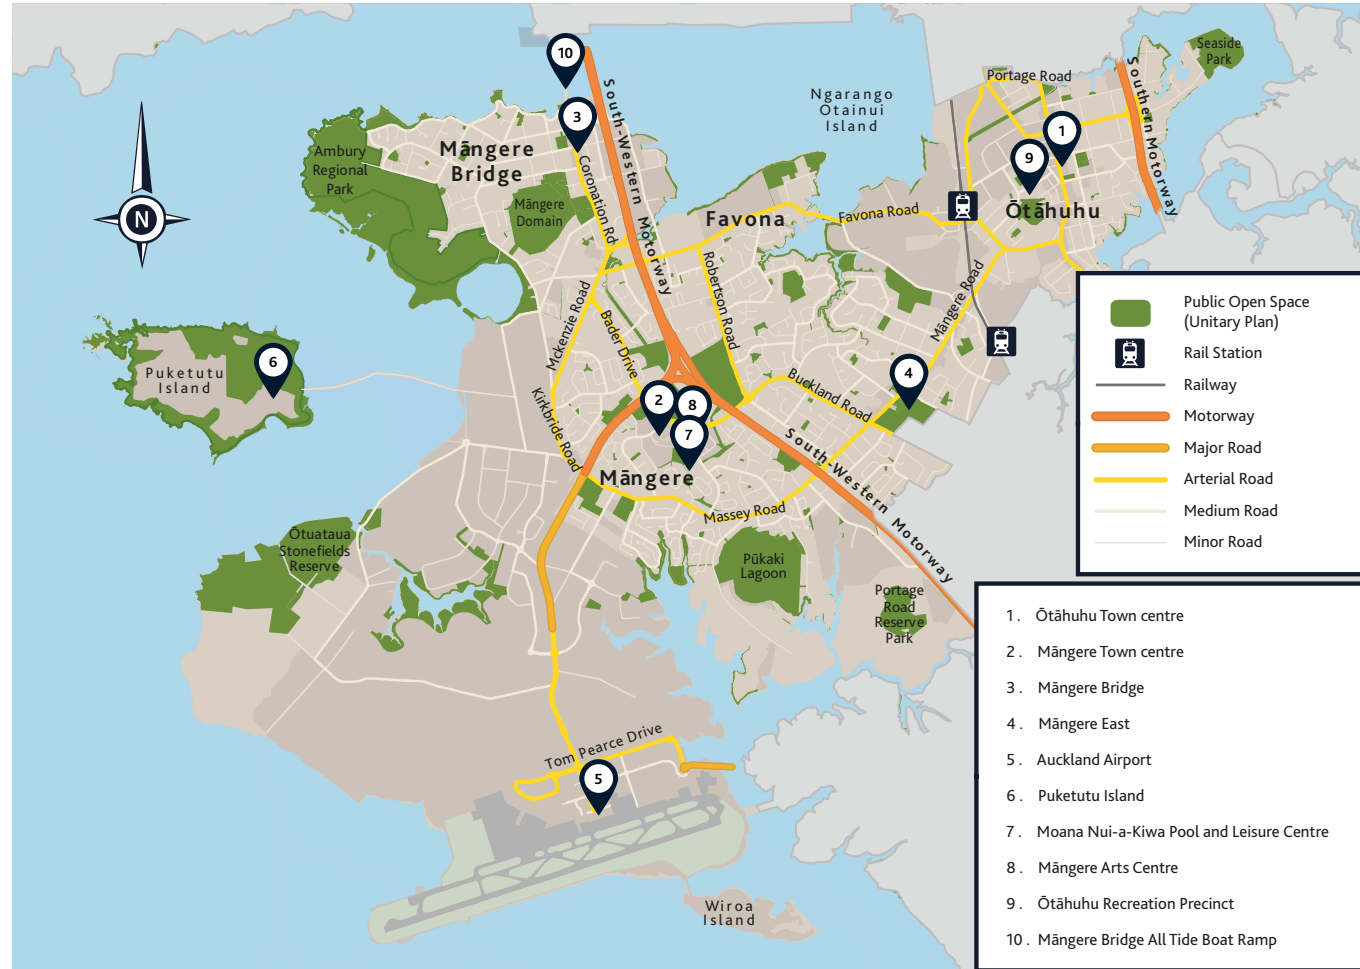 10
Seaside
Park
Portage Road
Southern Motorway
South-Western Motorway
Ngarango
Otainui
Island
3
1
9
Ambury
Regional
Park
Māngere
Bridge
Coronation Rd
Māngere
Domain
N
Favona
Favona Road
Ōtāhuhu
Mckenzie Road
Bader Drive
Robertson Road
Māngere Road
Puketutu
Island
6
Kirkbride Road
2
8
7
4
Buckland Road
South-Western Motorway
Māngere
Massey Road
Ōtuataua
Stonefields
Reserve
Pūkaki
Lagoon
Portage
Road
Reserve
Park
Tom Pearce Drive
5
Wiroa
Island
Public Open Space
(Unitary Plan)
Rail Station
Railway
Motorway
Major Road
Arterial Road
Medium Road
Minor Road
1. Ōtāhuhu Town centre
2. Māngere Town centre
3. Māngere Bridge
4. Māngere East
5. Auckland Airport
6. Puketutu Island
7. Moana Nui-a-Kiwa Pool and Leisure Centre
8. Māngere Arts Centre
9. Ōtāhuhu Recreation Precinct
10. Māngere Bridge All Tide Boat Ramp